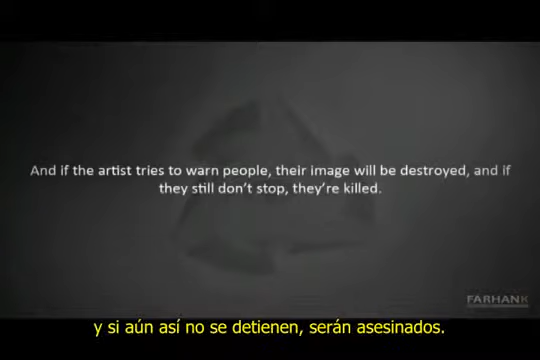 And if the artist tries to warn people, their image will be destroyed, and if
they still don't stop, they're killed.
FARHANK
y si aún así no se detienen, serán asesinados.